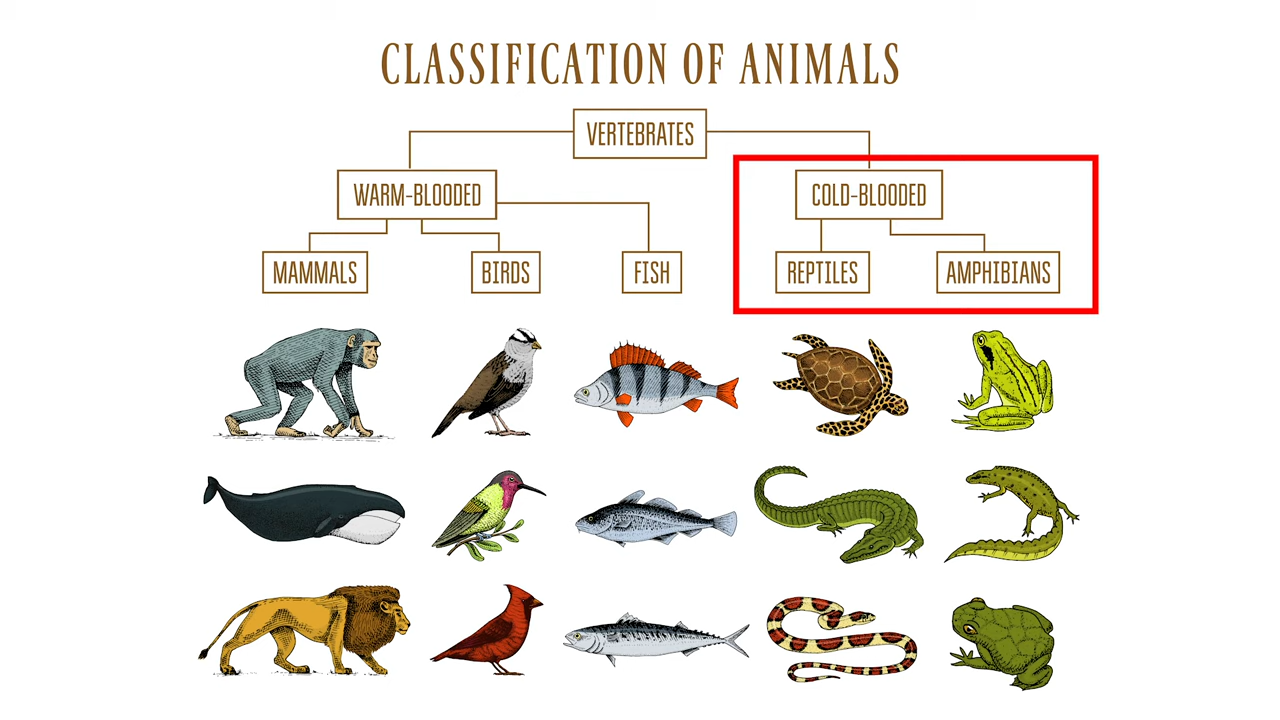 CLASSIFICATION OF ANIMALS
VERTEBRATES
WARM-BLOODED
COLD-BLOODED
MAMMALS
BIRDS
FISH
REPTILES
AMPHIBIANS